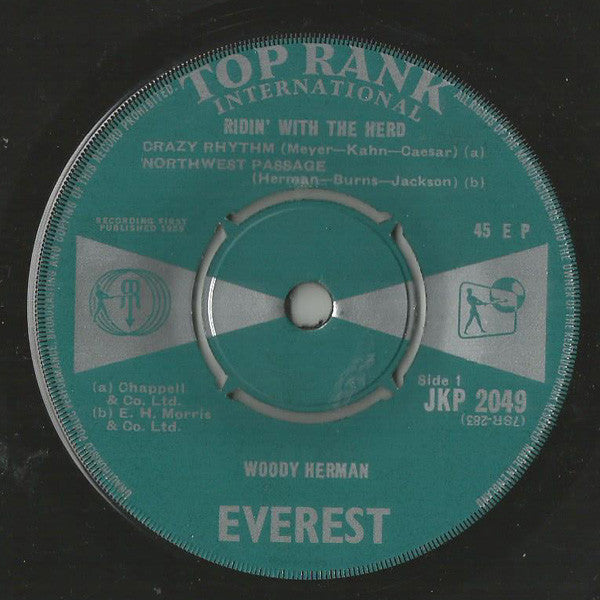 TOP RANK
INTERNATIONAL
RIDIN' WITH THE HERD
CRAZY RHYTHM (Meyer—Kahn—Caesar) (a)
NORTHWEST PASSAGE
(Herman—Burns—Jackson) (b)
RECORDING FIRST
PUBLISHED 1959
45 E P
(a) Chappell
& Co. Ltd.
(b) E. H. Morris
& Co. Ltd.
Side 1
JKP 2049
(7SR-283)
WOODY HERMAN
EVEREST